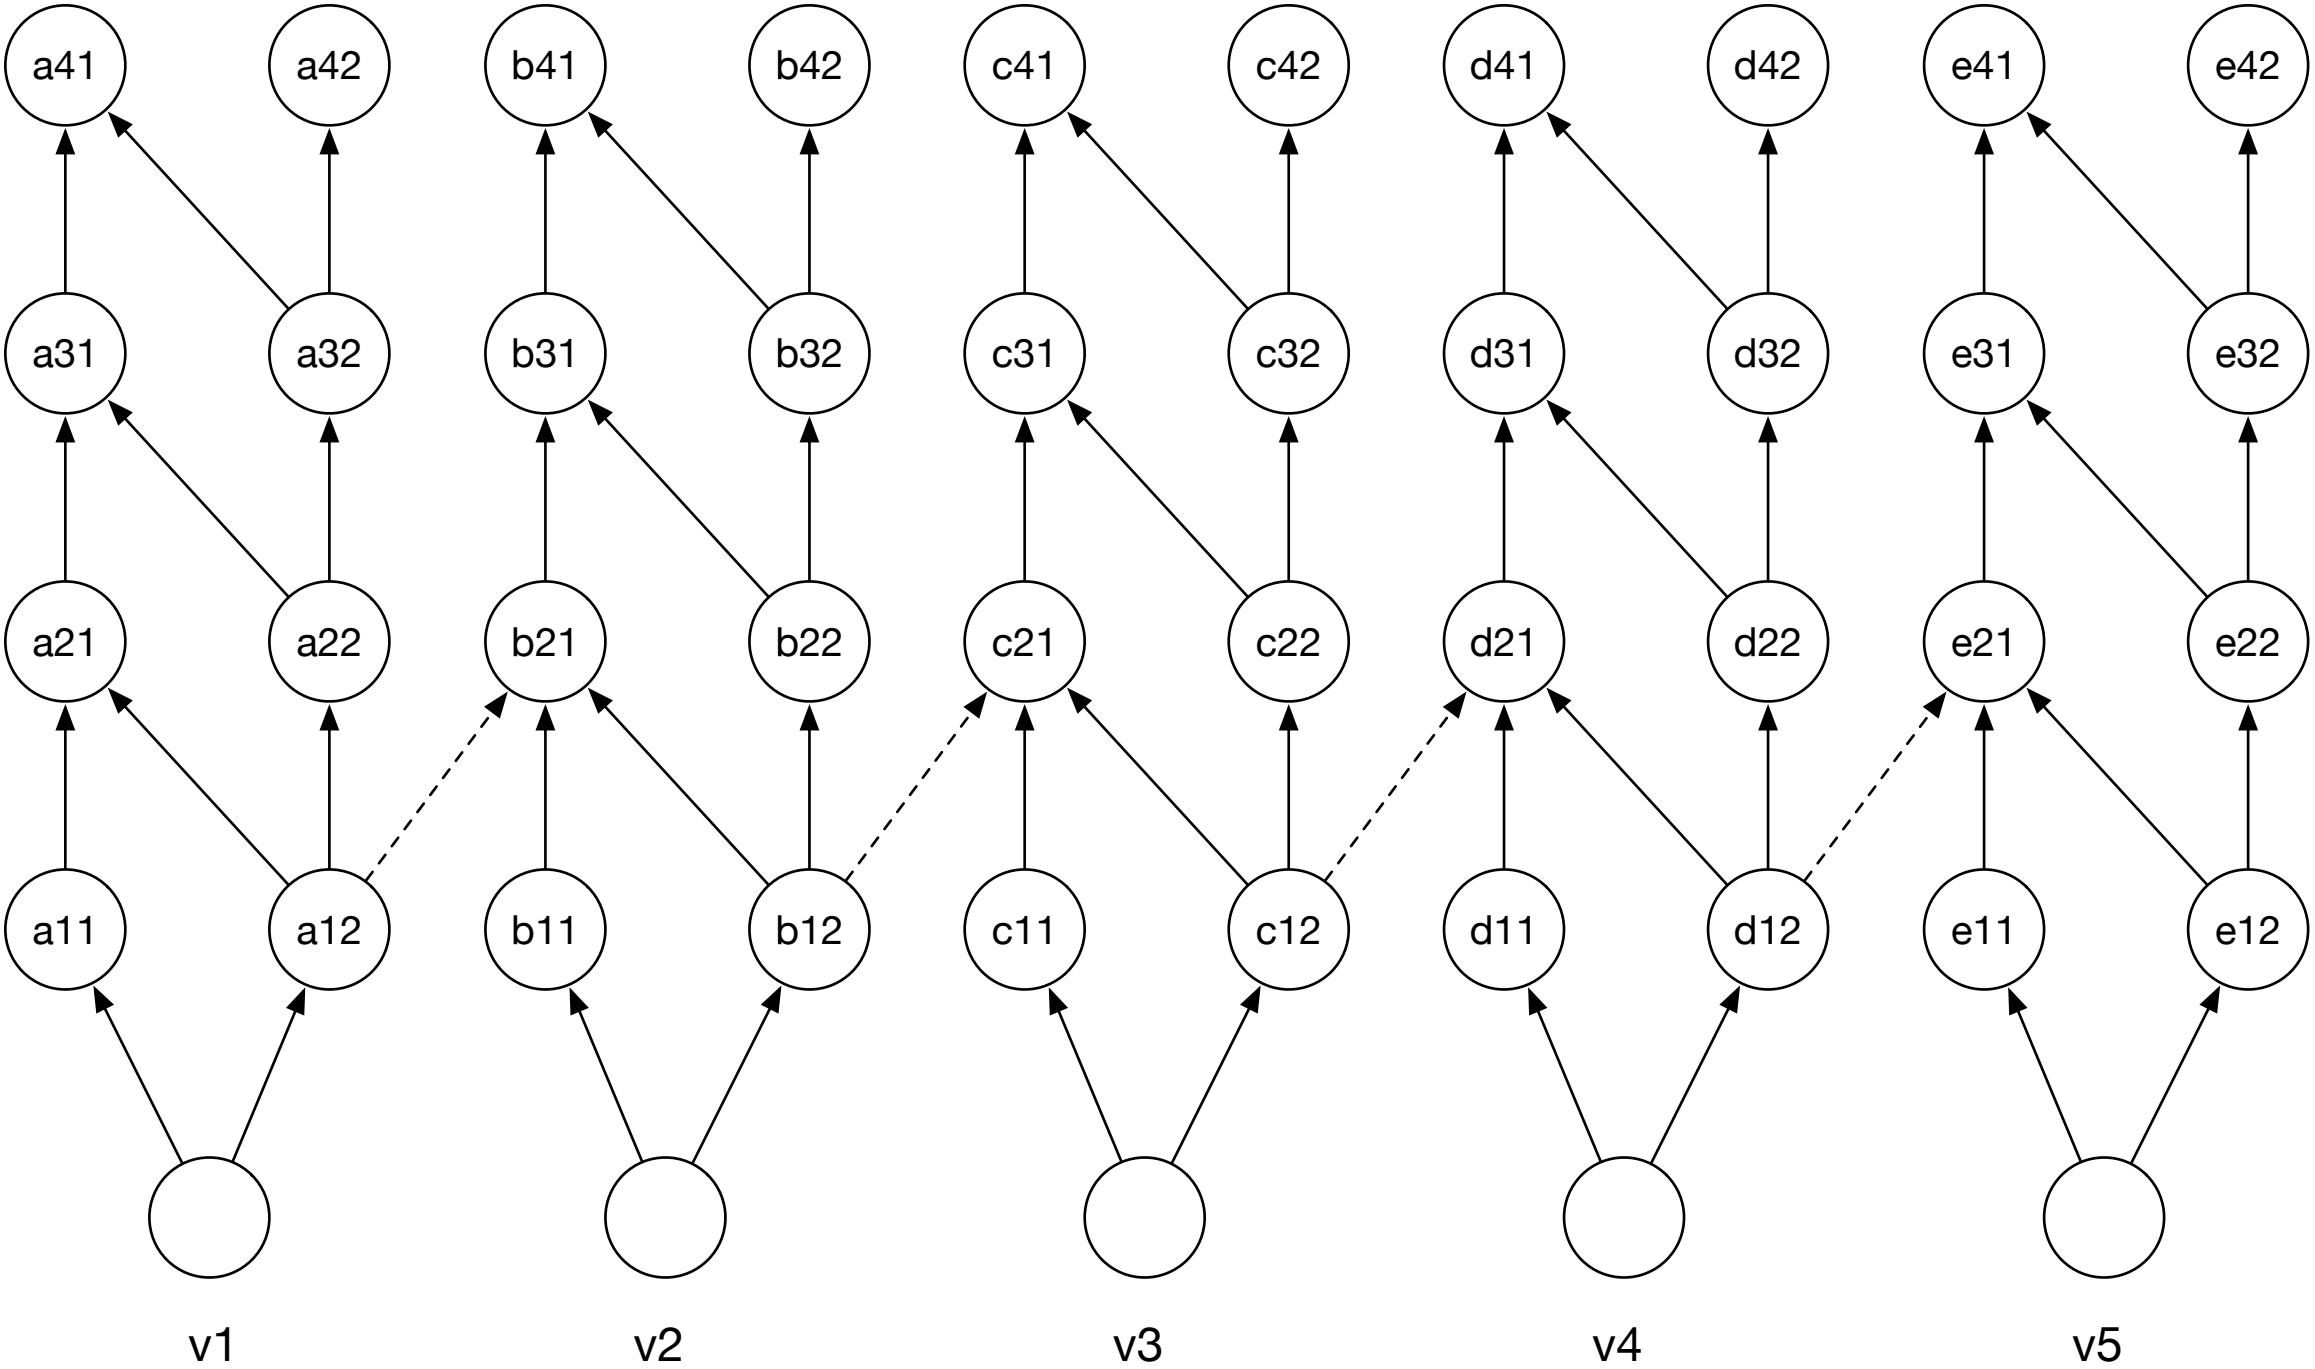 a41 a42 b41 b42 c41 c42 d41 d42 e41 e42
a31 a32 b31 b32 c31 c32 d31 d32 e31 e32
a21 a22 b21 b22 c21 c22 d21 d22 e21 e22
a11 a12 b11 b12 c11 c12 d11 d12 e11 e12
v1 v2 v3 v4 v5